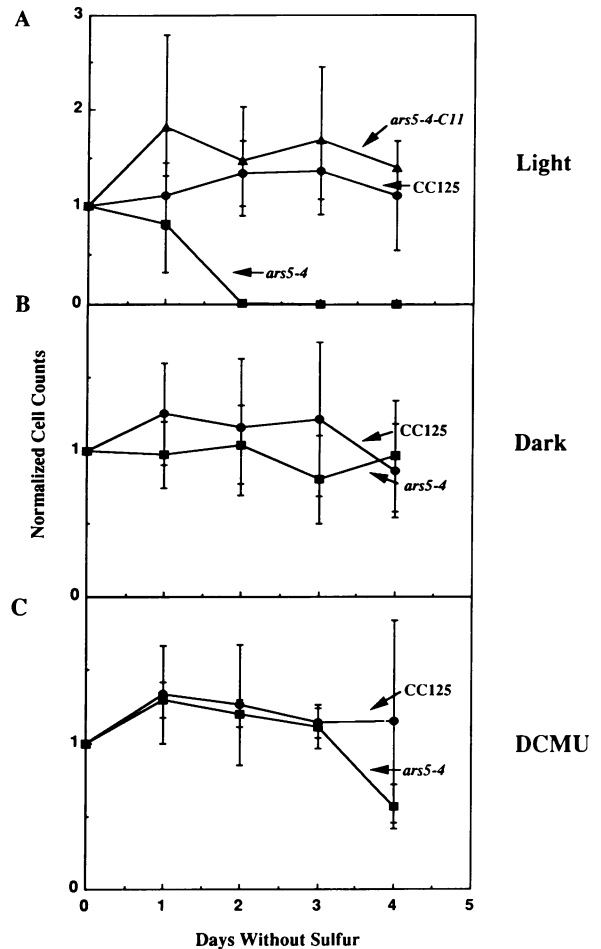 A
3
2
1
0
ars5-4-C11
CC125
ars5-4
Light
B
1
0
CC125
ars5-4
Dark
Normalized Cell Counts
C
1
0
CC125
ars5-4
DCMU
0 1 2 3 4 5
Days Without Sulfur